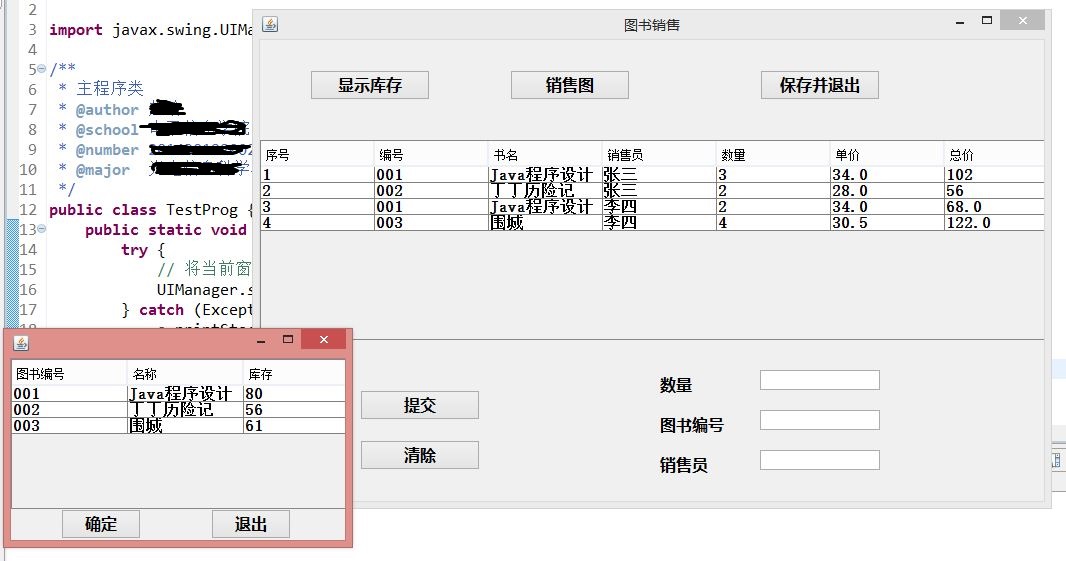 2
3 import javax.swing.UIMa
4
5 /**
6 * 主程序类
7 * @author
8 * @school
9 * @number
10 * @major
11 */
12 public class TestProg {
13 public static void
14 try {
15 // 将当前窗
16 UIManager.s
17 } catch (Except
图书销售
显示库存 销售图 保存并退出
序号 编号 书名 销售员 数量 单价 总价
1 001 Java程序设计 张三 3 34.0 102
2 002 丁丁历险记 张三 2 28.0 56
3 001 Java程序设计 李四 2 34.0 68.0
4 003 围城 李四 4 30.5 122.0
图书编号 名称 库存
001 Java程序设计 80
002 丁丁历险记 56
003 围城 61
确定 退出
提交
清除
数量
图书编号
销售员